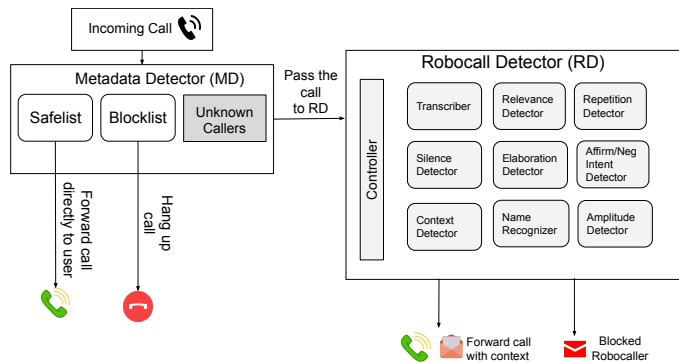 Incoming Call
Metadata Detector (MD)
Safelist
Blocklist
Unknown
Callers
Forward call
directly to user
Hang up
call
Pass the
call
to RD
Robocall Detector (RD)
Controller
Transcriber
Relevance
Detector
Repetition
Detector
Silence
Detector
Elaboration
Detector
Affirm/Neg
Intent
Detector
Context
Detector
Name
Recognizer
Amplitude
Detector
Forward call
with context
Blocked
Robocaller